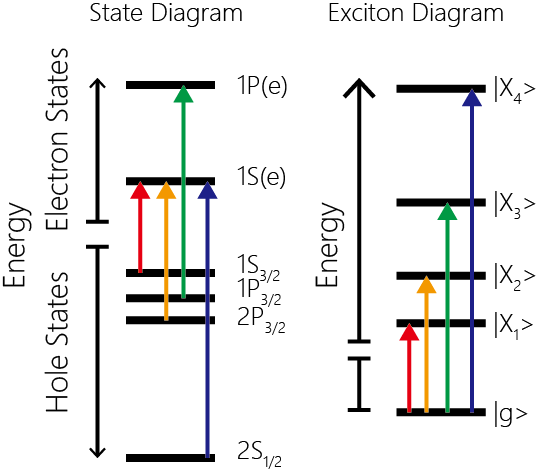 State Diagram
Exciton Diagram
Energy
Electron States
Hole States
1P(e)
1S(e)
1S3/2
1P3/2
2P3/2
2S1/2
Energy
|X4>
|X3>
|X2>
|X1>
|g>